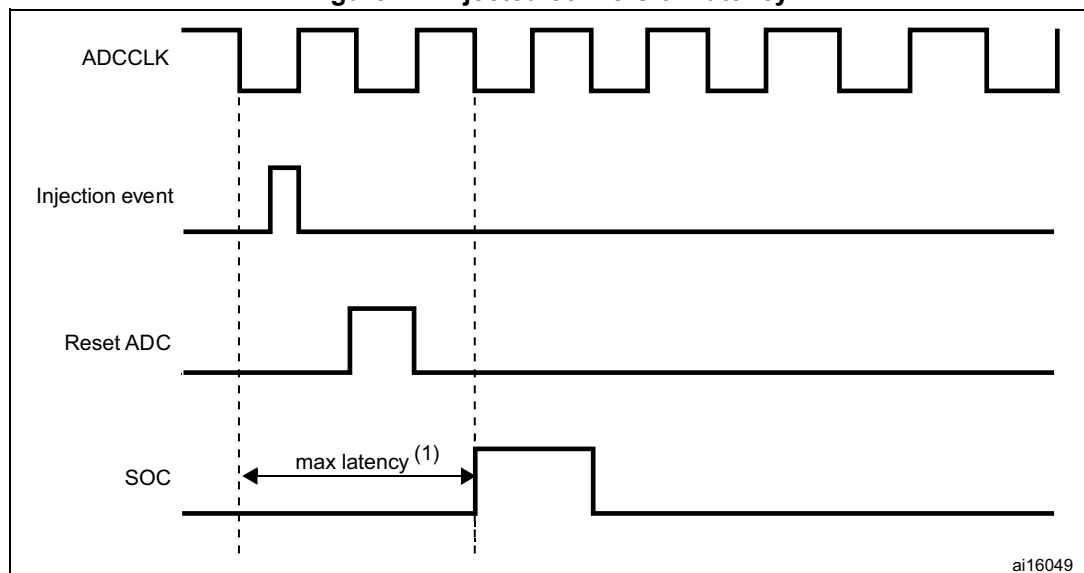 ADCCLK
Injection event
Reset ADC
max latency (1)
SOC
ai16049